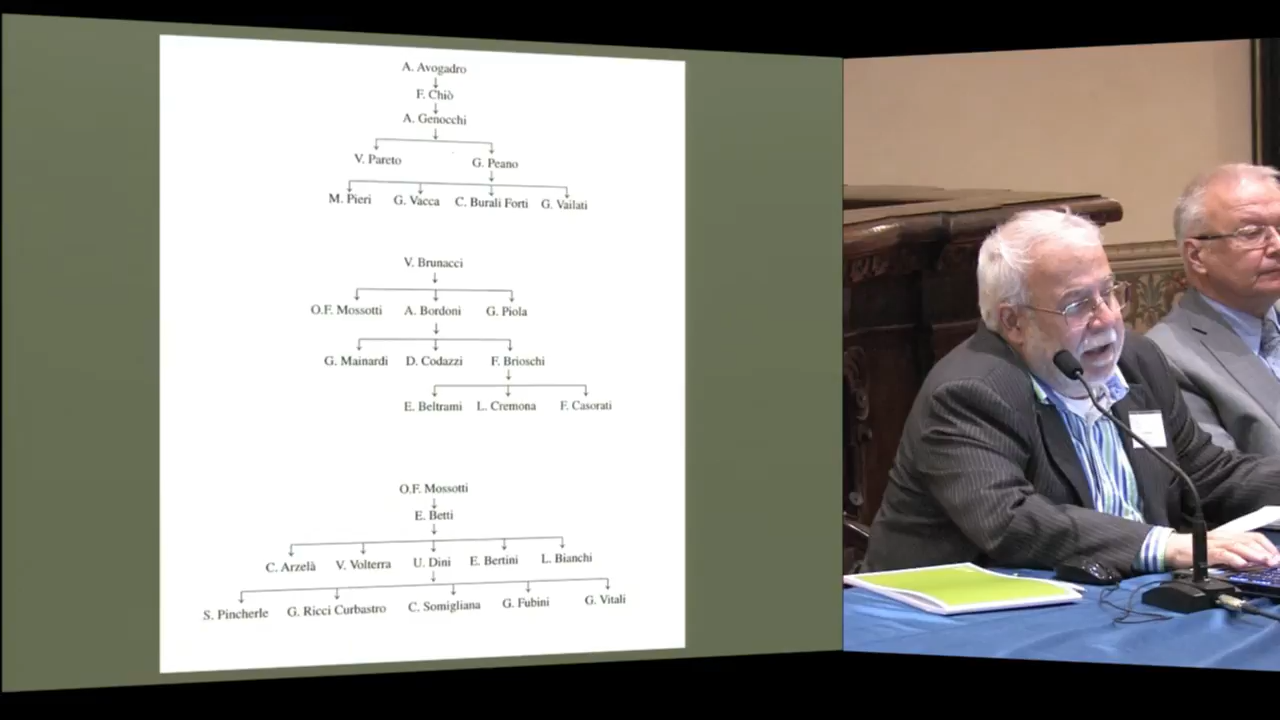 A. Avogadro
F. Chiò
A. Genocchi
V. Pareto G. Peano
M. Pieri G. Vacca C. Burali Forti G. Vailati
V. Brunacci
O.F. Mossotti A. Bordoni G. Piola
G. Mainardi D. Codazzi F. Brioschi
E. Beltrami L. Cremona F. Casorati
O.F. Mossotti
E. Betti
C. Arzelà V. Volterra U. Dini E. Bertini L. Bianchi
S. Pincherle G. Ricci Curbastro C. Somigliana G. Fubini G. Vitali